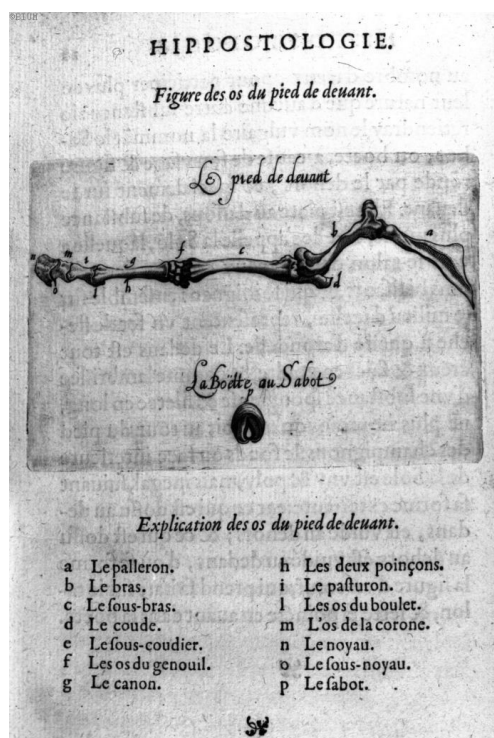 ©BIUM
HIPPOSTOLOGIE.
Figure des os du pied de deuant.
Le pied de deuant
a
b
c
d
e
f
g
h
i
l
m
n
o
La boëtte ou Sabot
p
Explication des os du pied de deuant.
a Le palleron.
b Le bras.
c Le ſous-bras.
d Le coude.
e Le ſous-coudier.
f Les os du genouil.
g Le canon.
h Les deux poinçons.
i Le paſturon.
l Les os du boulet.
m L'os de la corone.
n Le noyau.
o Le ſous-noyau.
p Le ſabot.